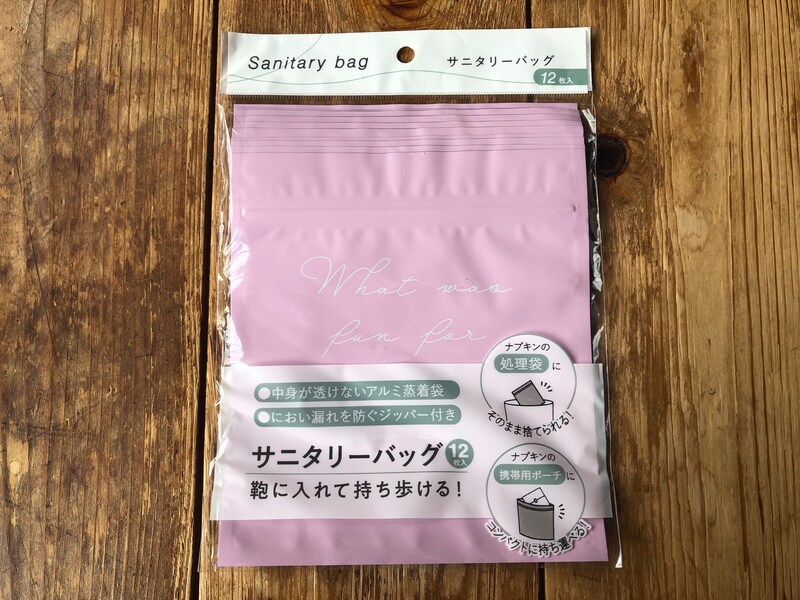 Sanitary bag
サニタリーバッグ
12枚入
What was
fun for
ナプキンの
処理袋に
そのまま捨てられる!
●中身が透けないアルミ蒸着袋
●におい漏れを防ぐジッパー付き
サニタリーバッグ 12枚入
鞄に入れて持ち歩ける!
ナプキンの
携帯用ポーチに
コンパクトに持ち運べる!